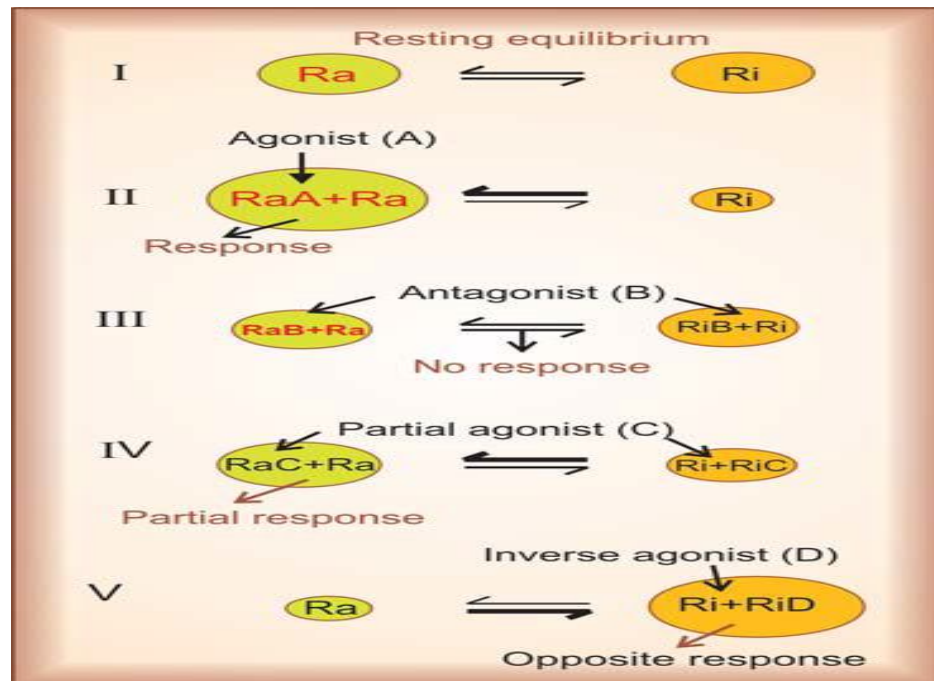 Resting equilibrium
I Ra Ri
Agonist (A)
II RaA+Ra Ri
Response
Antagonist (B)
III RaB+Ra RiB+Ri
No response
Partial agonist (C)
IV RaC+Ra Ri+RiC
Partial response
Inverse agonist (D)
V Ra Ri+RiD
Opposite response